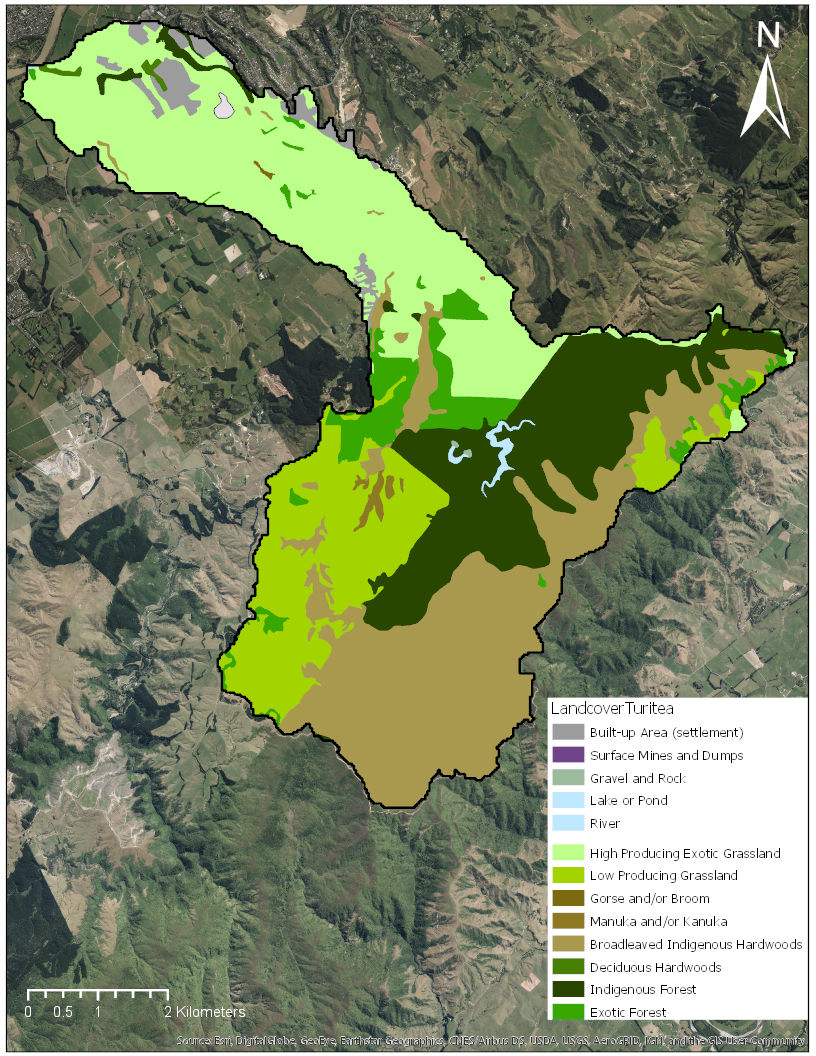 N
LandcoverTuritea
Built-up Area (settlement)
Surface Mines and Dumps
Gravel and Rock
Lake or Pond
River
High Producing Exotic Grassland
Low Producing Grassland
Gorse and/or Broom
Manuka and/or Kanuka
Broadleaved Indigenous Hardwoods
Deciduous Hardwoods
Indigenous Forest
Exotic Forest
0 0.5 1 2 Kilometers
Source: Esri, DigitalGlobe, GeoEye, Earthstar Geographics, CNES/Airbus DS, USDA, USGS, AeroGRID, IGN, and the GIS User Community